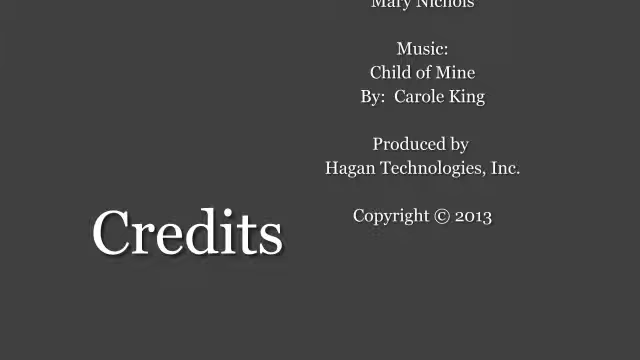 Mary Nichols
Music:
Child of Mine
By: Carole King
Produced by
Hagan Technologies, Inc.
Copyright © 2013
Credits